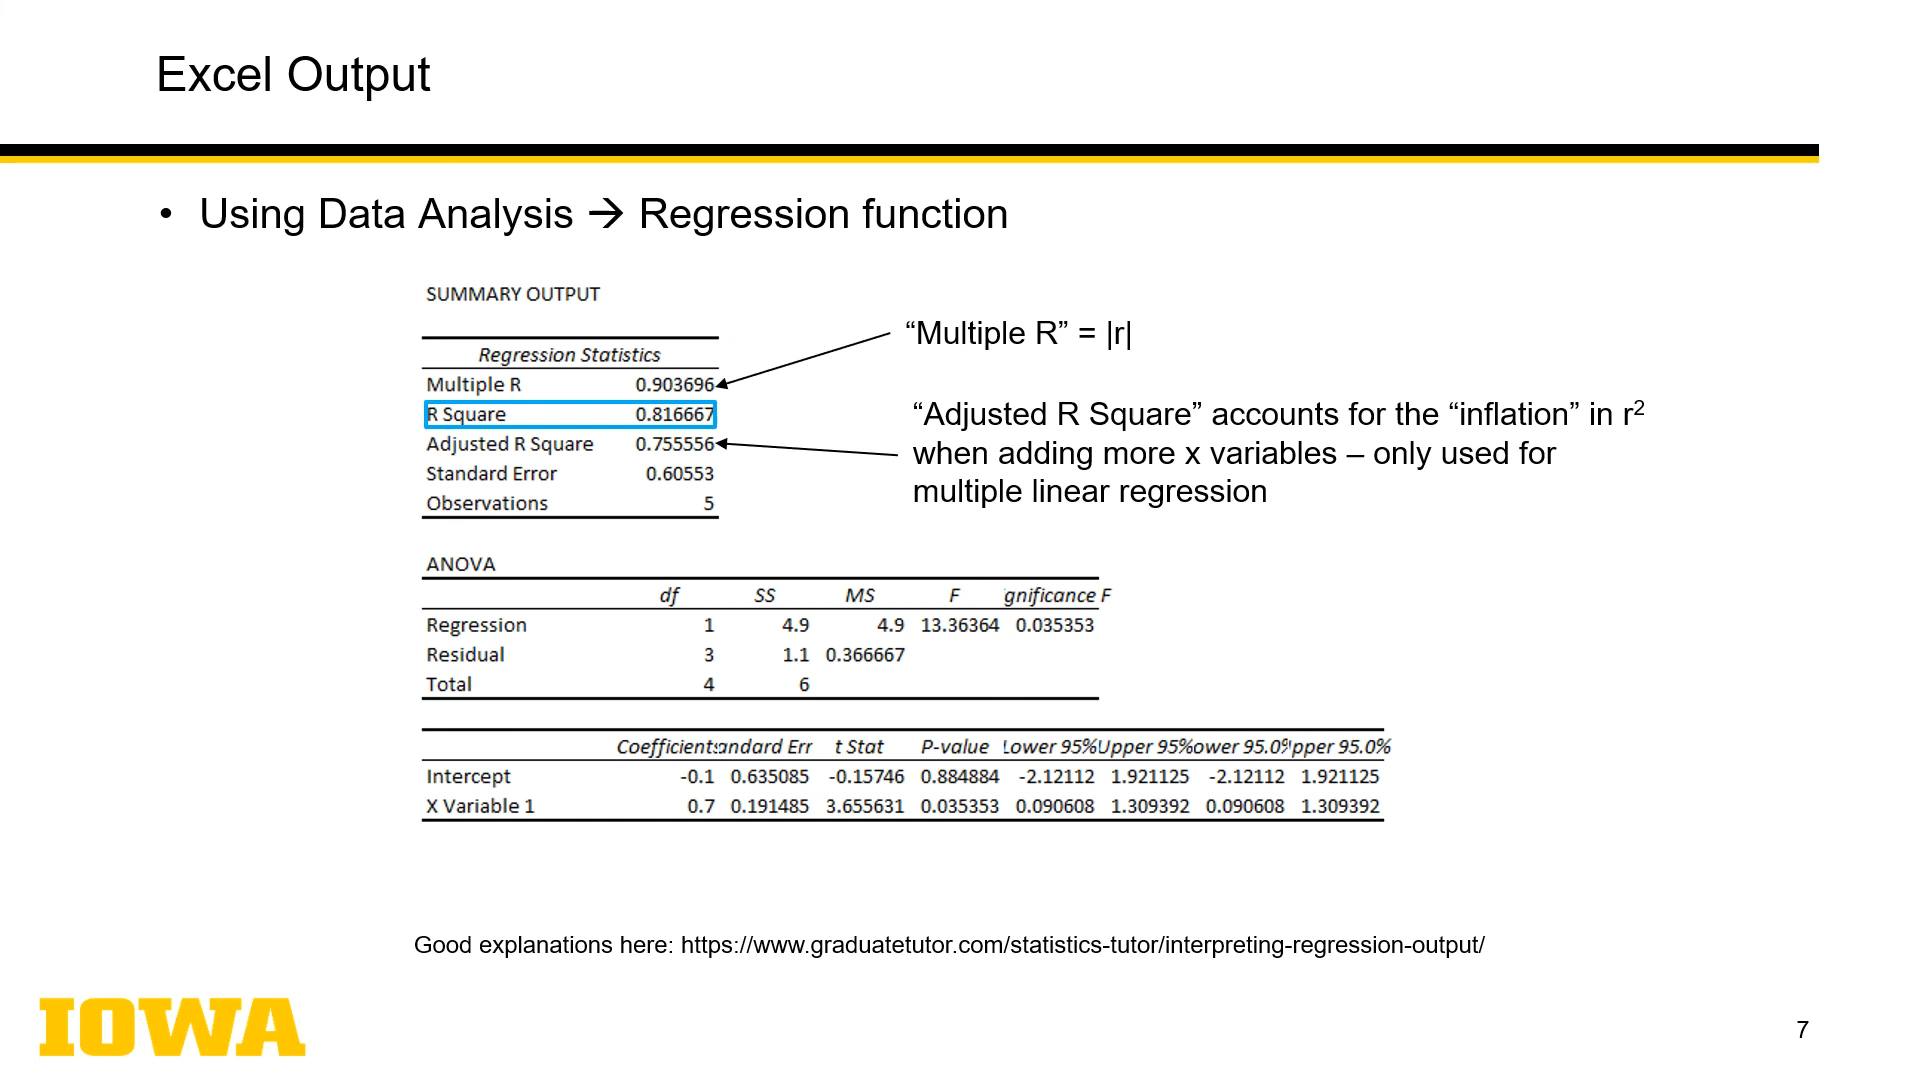 Excel Output
• Using Data Analysis → Regression function
SUMMARY OUTPUT
Regression Statistics
Multiple R 0.903696
R Square 0.816667
Adjusted R Square 0.755556
Standard Error 0.60553
Observations 5
“Multiple R” = |r|
“Adjusted R Square” accounts for the “inflation” in r²
when adding more x variables – only used for
multiple linear regression
ANOVA
df SS MS F gnificance F
Regression 1 4.9 4.9 13.36364 0.035353
Residual 3 1.1 0.366667
Total 4 6
Coefficients andard Err t Stat P-value Lower 95% Upper 95% ower 95.0% pper 95.0%
Intercept -0.1 0.635085 -0.15746 0.884884 -2.12112 1.921125 -2.12112 1.921125
X Variable 1 0.7 0.191485 3.655631 0.035353 0.090608 1.309392 0.090608 1.309392
Good explanations here: https://www.graduatetutor.com/statistics-tutor/interpreting-regression-output/
IOWA
7